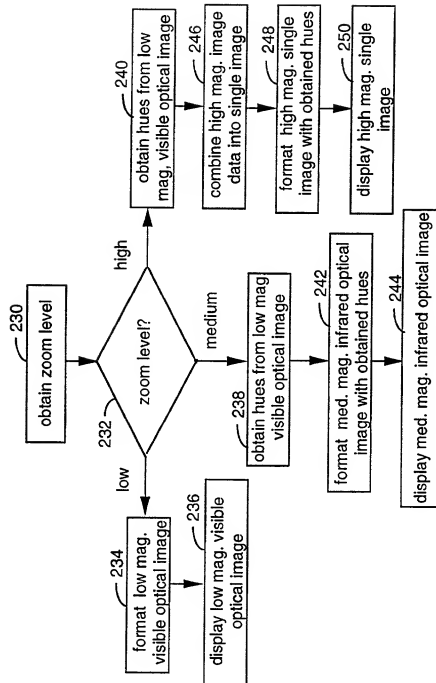 230
obtain zoom level
232
zoom level?
low
medium
high
234
format low mag.
visible optical image
236
display low mag. visible
optical image
238
obtain hues from low mag
visible optical image
242
format med. mag. infrared optical
image with obtained hues
244
display med. mag. infrared optical image
240
obtain hues from low
mag, visible optical image
246
combine high mag. image
data into single image
248
format high mag. single
image with obtained hues
250
display high mag. single
image